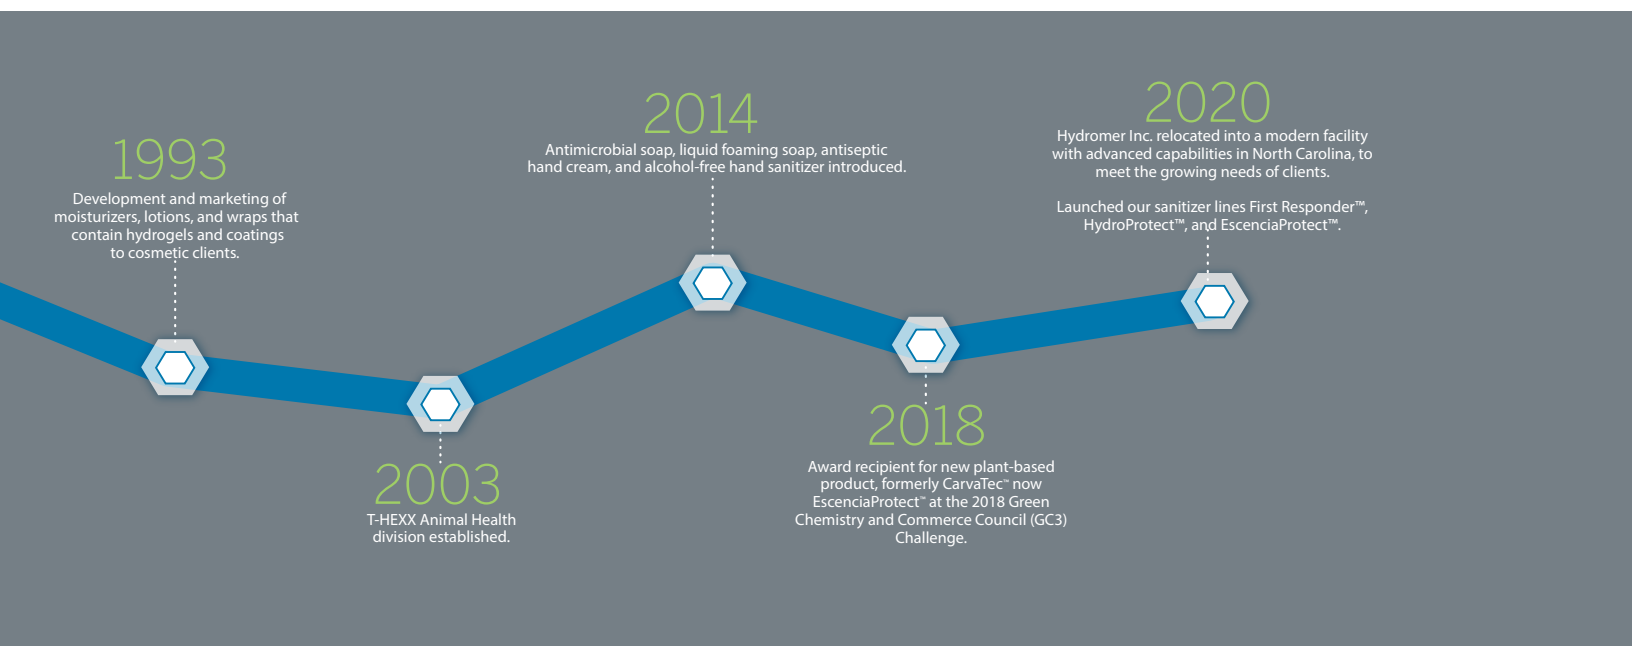 1993
Development and marketing of
moisturizers, lotions, and wraps that
contain hydrogels and coatings
to cosmetic clients.
2003
T-HEXX Animal Health
division established.
2014
Antimicrobial soap, liquid foaming soap, antiseptic
hand cream, and alcohol-free hand sanitizer introduced.
2018
Award recipient for new plant-based
product, formerly CarvaTec™ now
EscenciaProtect™ at the 2018 Green
Chemistry and Commerce Council (GC3)
Challenge.
2020
Hydromer Inc. relocated into a modern facility
with advanced capabilities in North Carolina, to
meet the growing needs of clients.
Launched our sanitizer lines First Responder™,
HydroProtect™, and EscenciaProtect™.